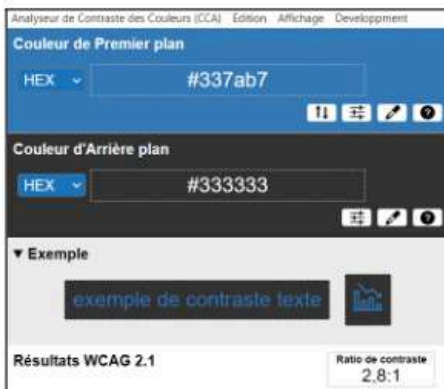 Analyseur de Contraste des Couleurs (CCA) Edition Affichage Developpment
Couleur de Premier plan
HEX #337ab7
Couleur d'Arrière plan
HEX #333333
▼ Exemple
exemple de contraste texte
Résultats WCAG 2.1
Ratio de contraste
2,8:1